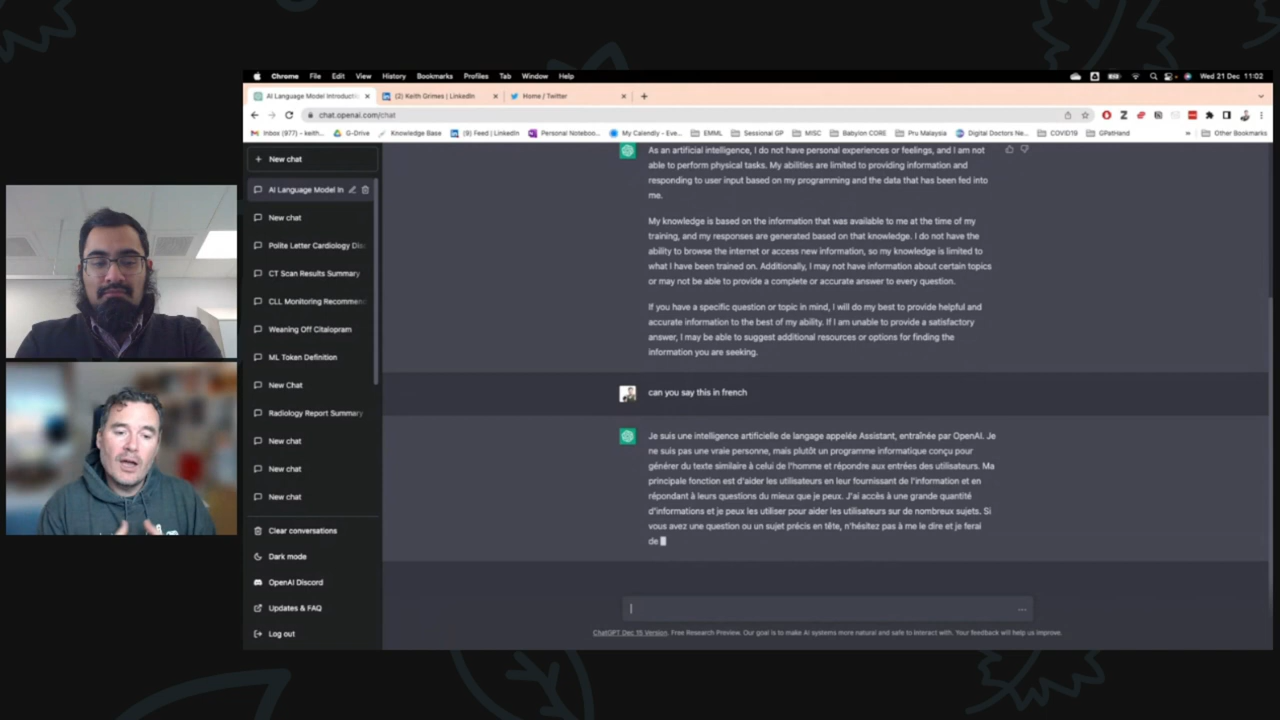 Chrome File Edit View History Bookmarks Profiles Tab Window Help Wed 21 Dec 11:02
AI Language Model Introducti (2) Keith Grimes | LinkedIn Home / Twitter
chat.openai.com/chat
Inbox (977) - keith... G-Drive Knowledge Base (9) Feed | LinkedIn Personal Noteboo... My Calendly - Eve... EMML Sessional GP MISC Babylon CORE Pru Malaysia Digital Doctors Ne... COVID19 GPatHand » Other Bookmarks
+ New chat
AI Language Model In
New chat
Polite Letter Cardiology Dis
CT Scan Results Summary
CLL Monitoring Recommen
Weaning Off Citalopram
ML Token Definition
New Chat
Radiology Report Summary
New chat
New chat
New chat
Clear conversations
Dark mode
OpenAI Discord
Updates & FAQ
Log out
As an artificial intelligence, I do not have personal experiences or feelings, and I am not
able to perform physical tasks. My abilities are limited to providing information and
responding to user input based on my programming and the data that has been fed into
me.
My knowledge is based on the information that was available to me at the time of my
training, and my responses are generated based on that knowledge. I do not have the
ability to browse the internet or access new information, so my knowledge is limited to
what I have been trained on. Additionally, I may not have information about certain topics
or may not be able to provide a complete or accurate answer to every question.
If you have a specific question or topic in mind, I will do my best to provide helpful and
accurate information to the best of my ability. If I am unable to provide a satisfactory
answer, I may be able to suggest additional resources or options for finding the
information you are seeking.
can you say this in french
Je suis une intelligence artificielle de langage appelée Assistant, entraînée par OpenAI. Je
ne suis pas une vraie personne, mais plutôt un programme informatique conçu pour
générer du texte similaire à celui de l'homme et répondre aux entrées des utilisateurs. Ma
principale fonction est d'aider les utilisateurs en leur fournissant de l'information et en
répondant à leurs questions du mieux que je peux. J'ai accès à une grande quantité
d'informations et je peux les utiliser pour aider les utilisateurs sur de nombreux sujets. Si
vous avez une question ou un sujet précis en tête, n'hésitez pas à me le dire et je ferai
de
ChatGPT Dec 15 Version. Free Research Preview. Our goal is to make AI systems more natural and safe to interact with. Your feedback will help us improve.